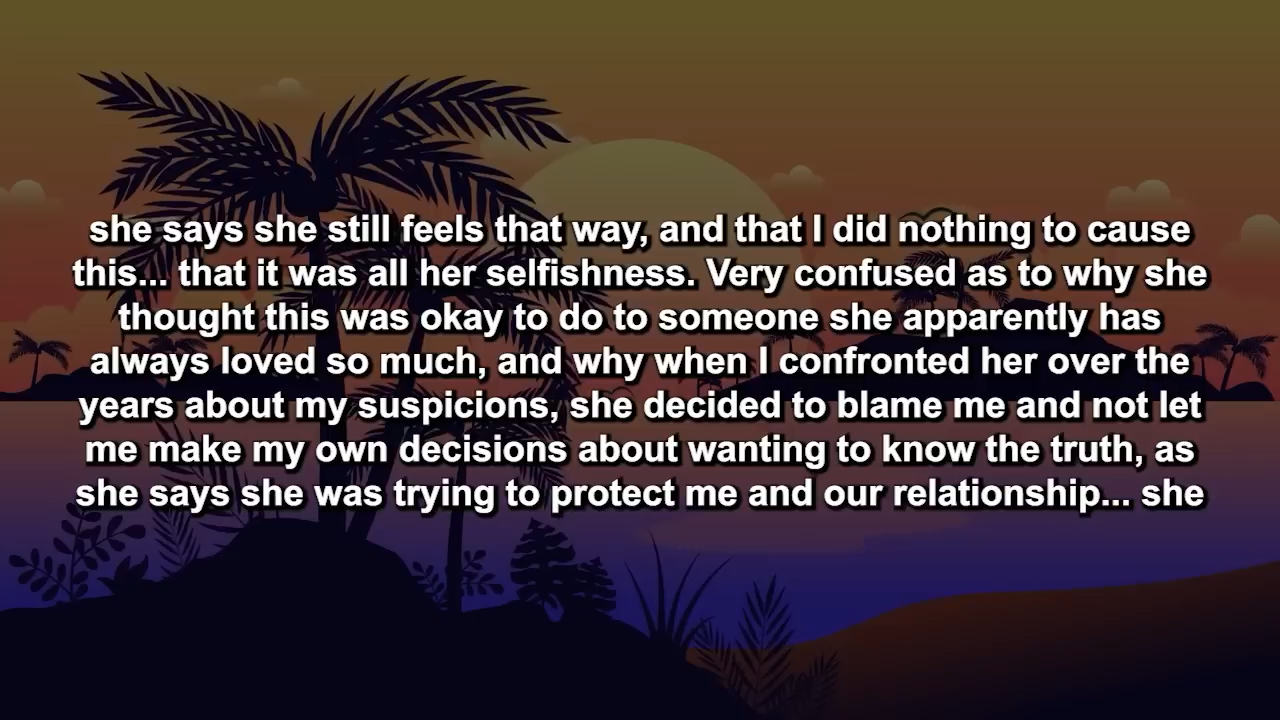 she says she still feels that way, and that I did nothing to cause
this... that it was all her selfishness. Very confused as to why she
thought this was okay to do to someone she apparently has
always loved so much, and why when I confronted her over the
years about my suspicions, she decided to blame me and not let
me make my own decisions about wanting to know the truth, as
she says she was trying to protect me and our relationship... she